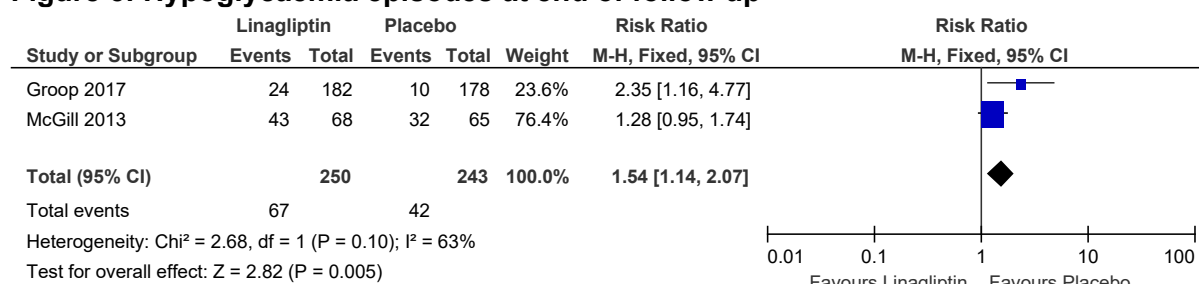 Linagliptin Placebo Risk Ratio Risk Ratio
Study or Subgroup Events Total Events Total Weight M-H, Fixed, 95% CI M-H, Fixed, 95% CI
Groop 2017 24 182 10 178 23.6% 2.35 [1.16, 4.77]
McGill 2013 43 68 32 65 76.4% 1.28 [0.95, 1.74]
Total (95% CI) 250 243 100.0% 1.54 [1.14, 2.07]
Total events 67 42
Heterogeneity: Chi² = 2.68, df = 1 (P = 0.10); I² = 63%
Test for overall effect: Z = 2.82 (P = 0.005)
0.01 0.1 1 10 100
Favours Linagliptin Favours Placebo